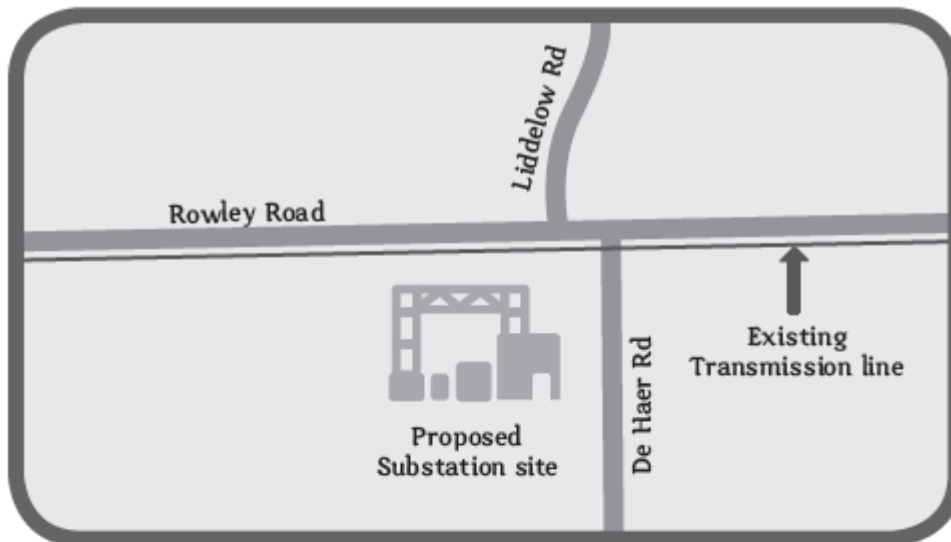 Liddelow Rd
Rowley Road
Existing
Transmission line
De Haer Rd
Proposed
Substation site